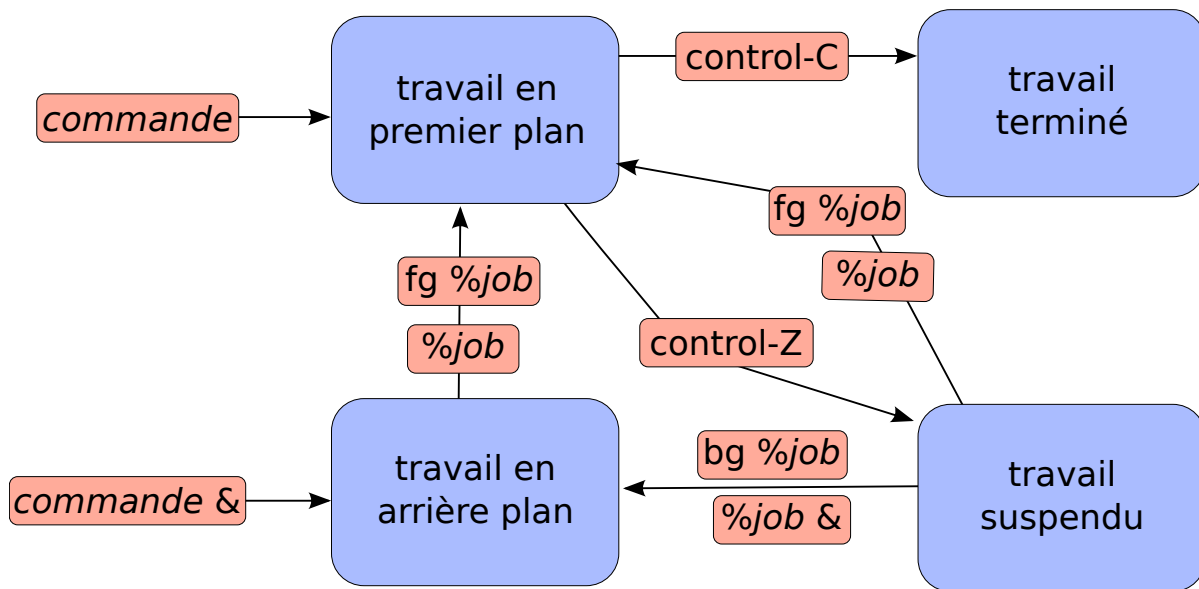 control-C
travail en
premier plan
travail
terminé
commande
fg %job
%job
fg %job
%job
control-Z
travail en
arrière plan
bg %job
%job &
travail
suspendu
commande &